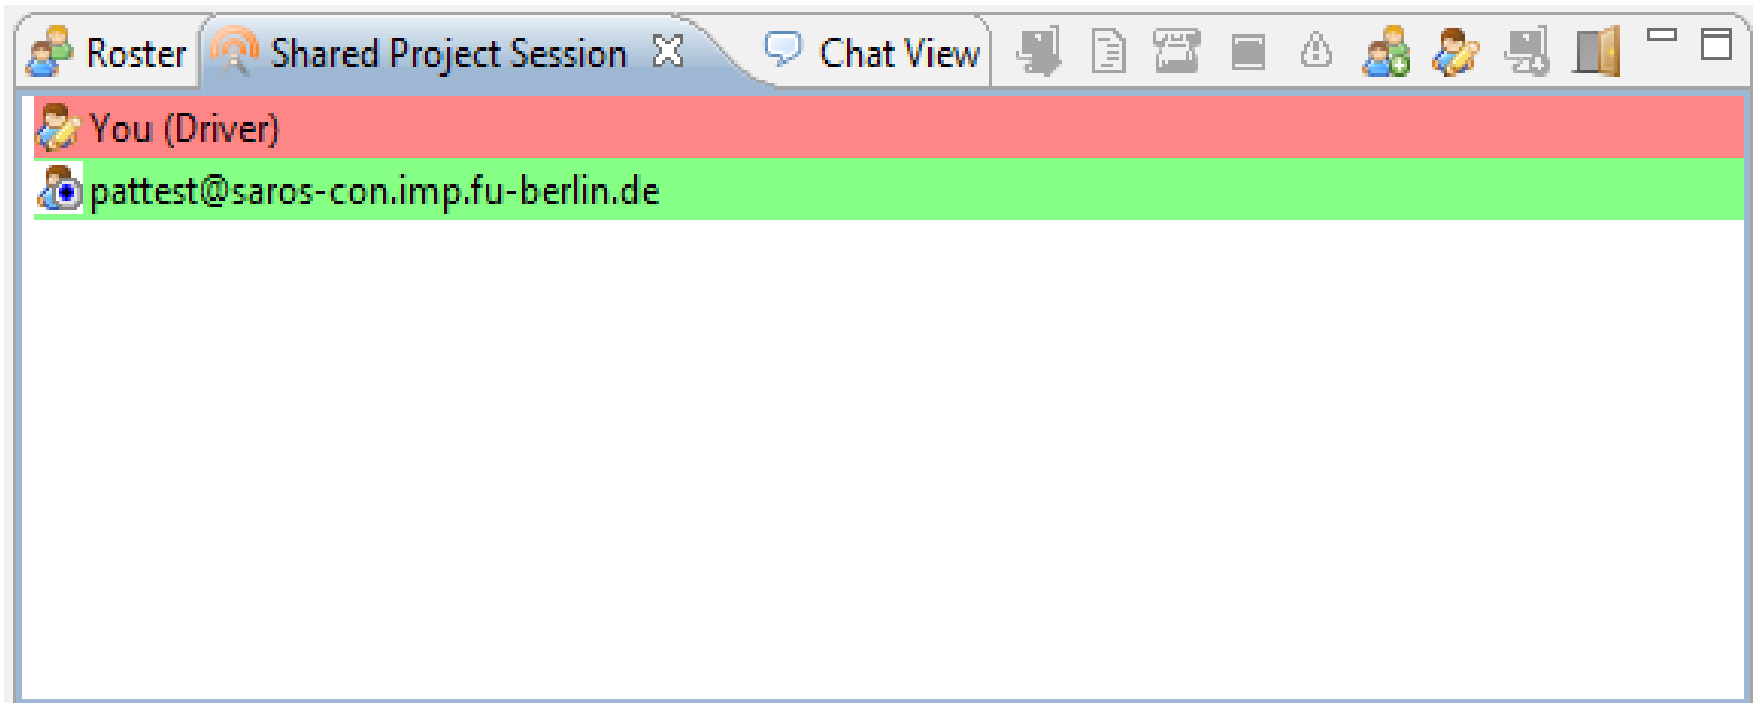 Roster Shared Project Session Chat View
You (Driver)
pattest@saros-con.imp.fu-berlin.de